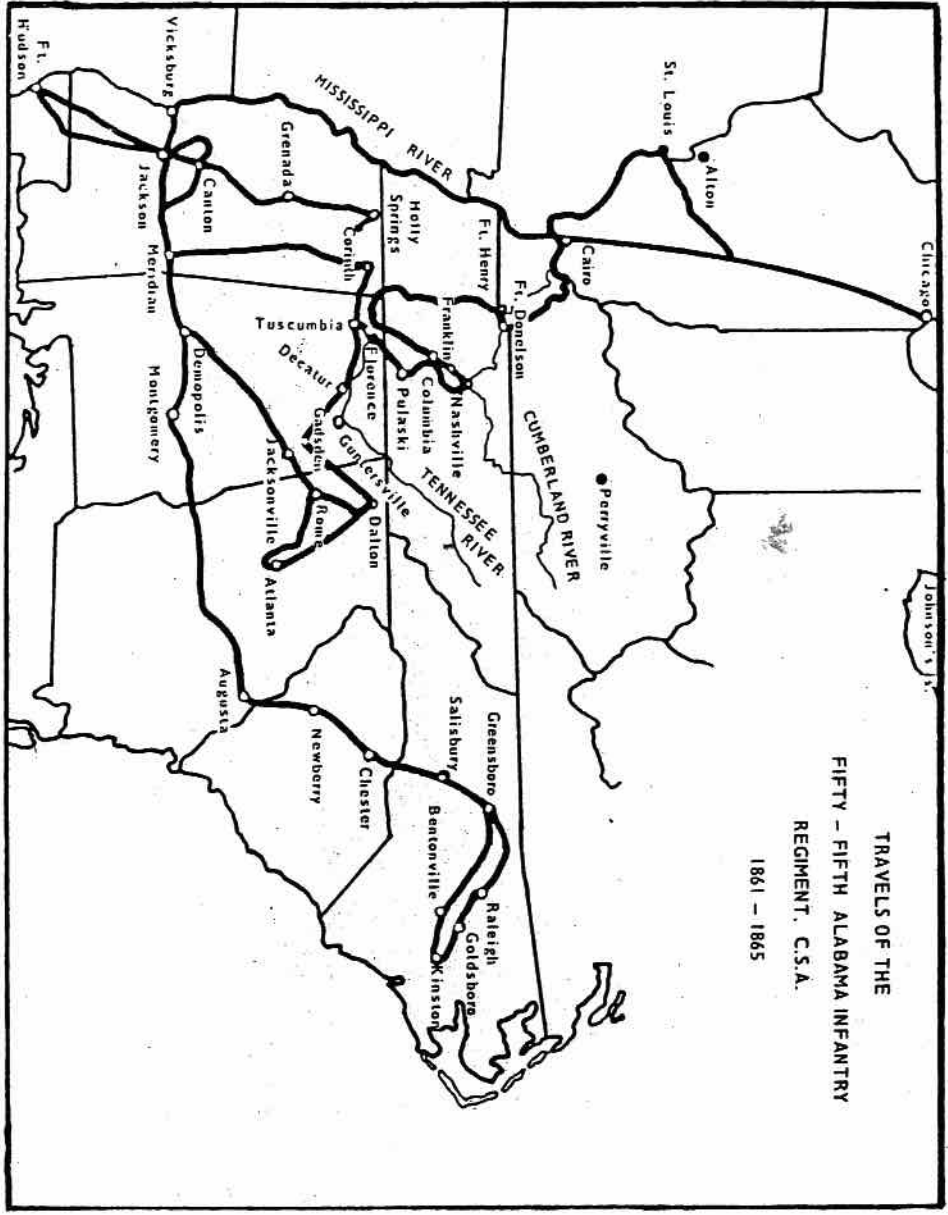 TRAVELS OF THE
FIFTY - FIFTH ALABAMA INFANTRY
REGIMENT. C.S.A.
1861 - 1865
Chicago
Johnson's Is.
Alton
St. Louis
Cairo
Perryville
MISSISSIPPI RIVER
CUMBERLAND RIVER
TENNESSEE
RIVER
Ft. Henry
Ft.
Donelson
Nashville
Franklin
Columbia
Pulaski
Holly
Springs
Corinth
Tuscumbia
Florence
Decatur
Guntersville
Gadsden
Dalton
Rome
Jacksonville
Atlanta
Grenada
Canton
Vicksburg
Jackson
Meridian
Demopolis
Montgomery
Ft.
Hudson
Augusta
Newberry
Chester
Salisbury
Greensboro
Raleigh
Goldsboro
Bentonville
Kinston